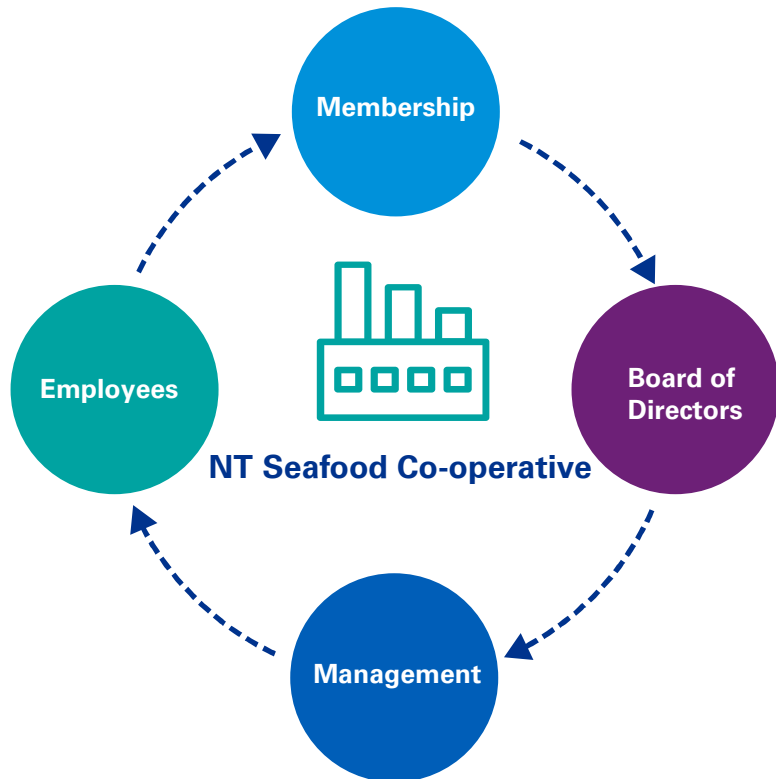 Membership
Employees
Board of
Directors
NT Seafood Co-operative
Management